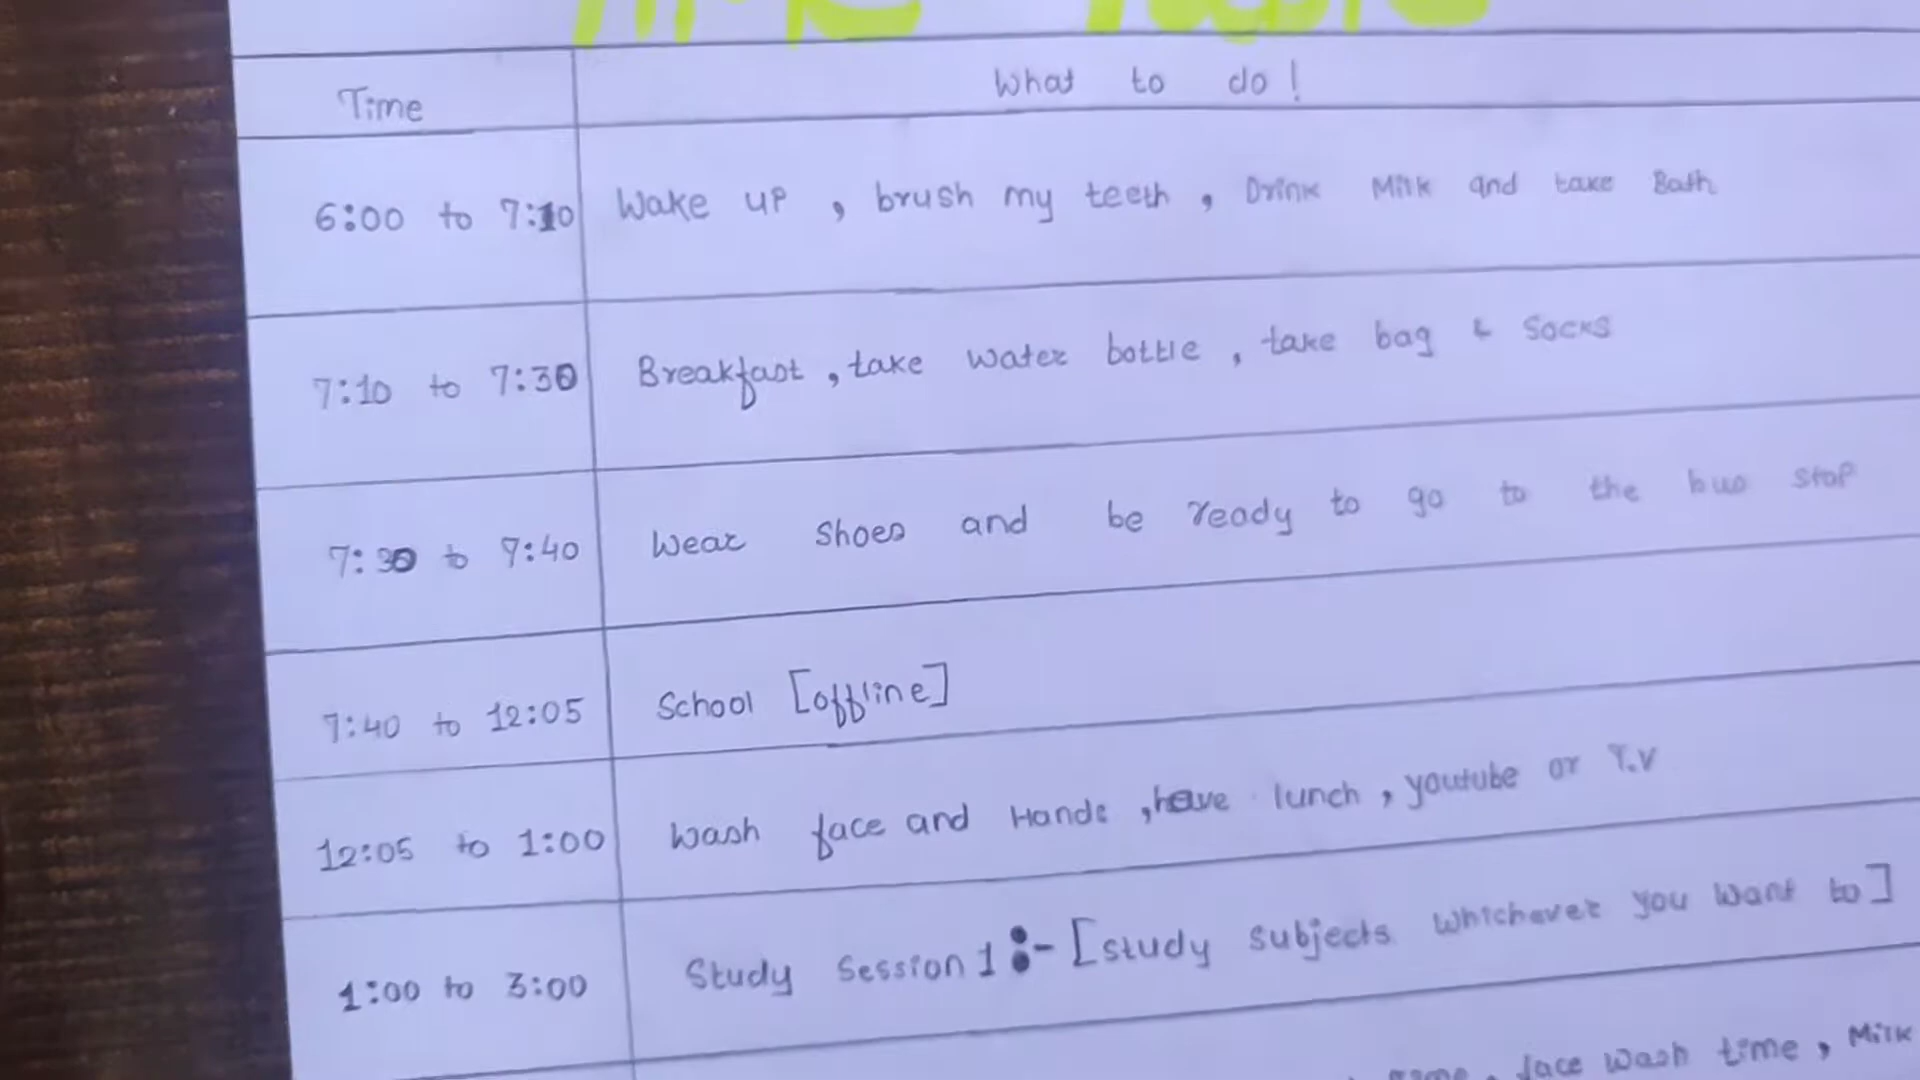 Time What to do!
6:00 to 7:10 Wake up, brush my teeth, Drink Milk and take Bath
7:10 to 7:30 Breakfast, take water bottle, take bag & socks
7:30 to 7:40 Wear shoes and be ready to go to the bus stop
7:40 to 12:05 School [offline]
12:05 to 1:00 Wash face and Hands, have lunch, youtube or T.V
1:00 to 3:00 Study Session 1:- [study subjects whichever you want to]
face wash time, Milk